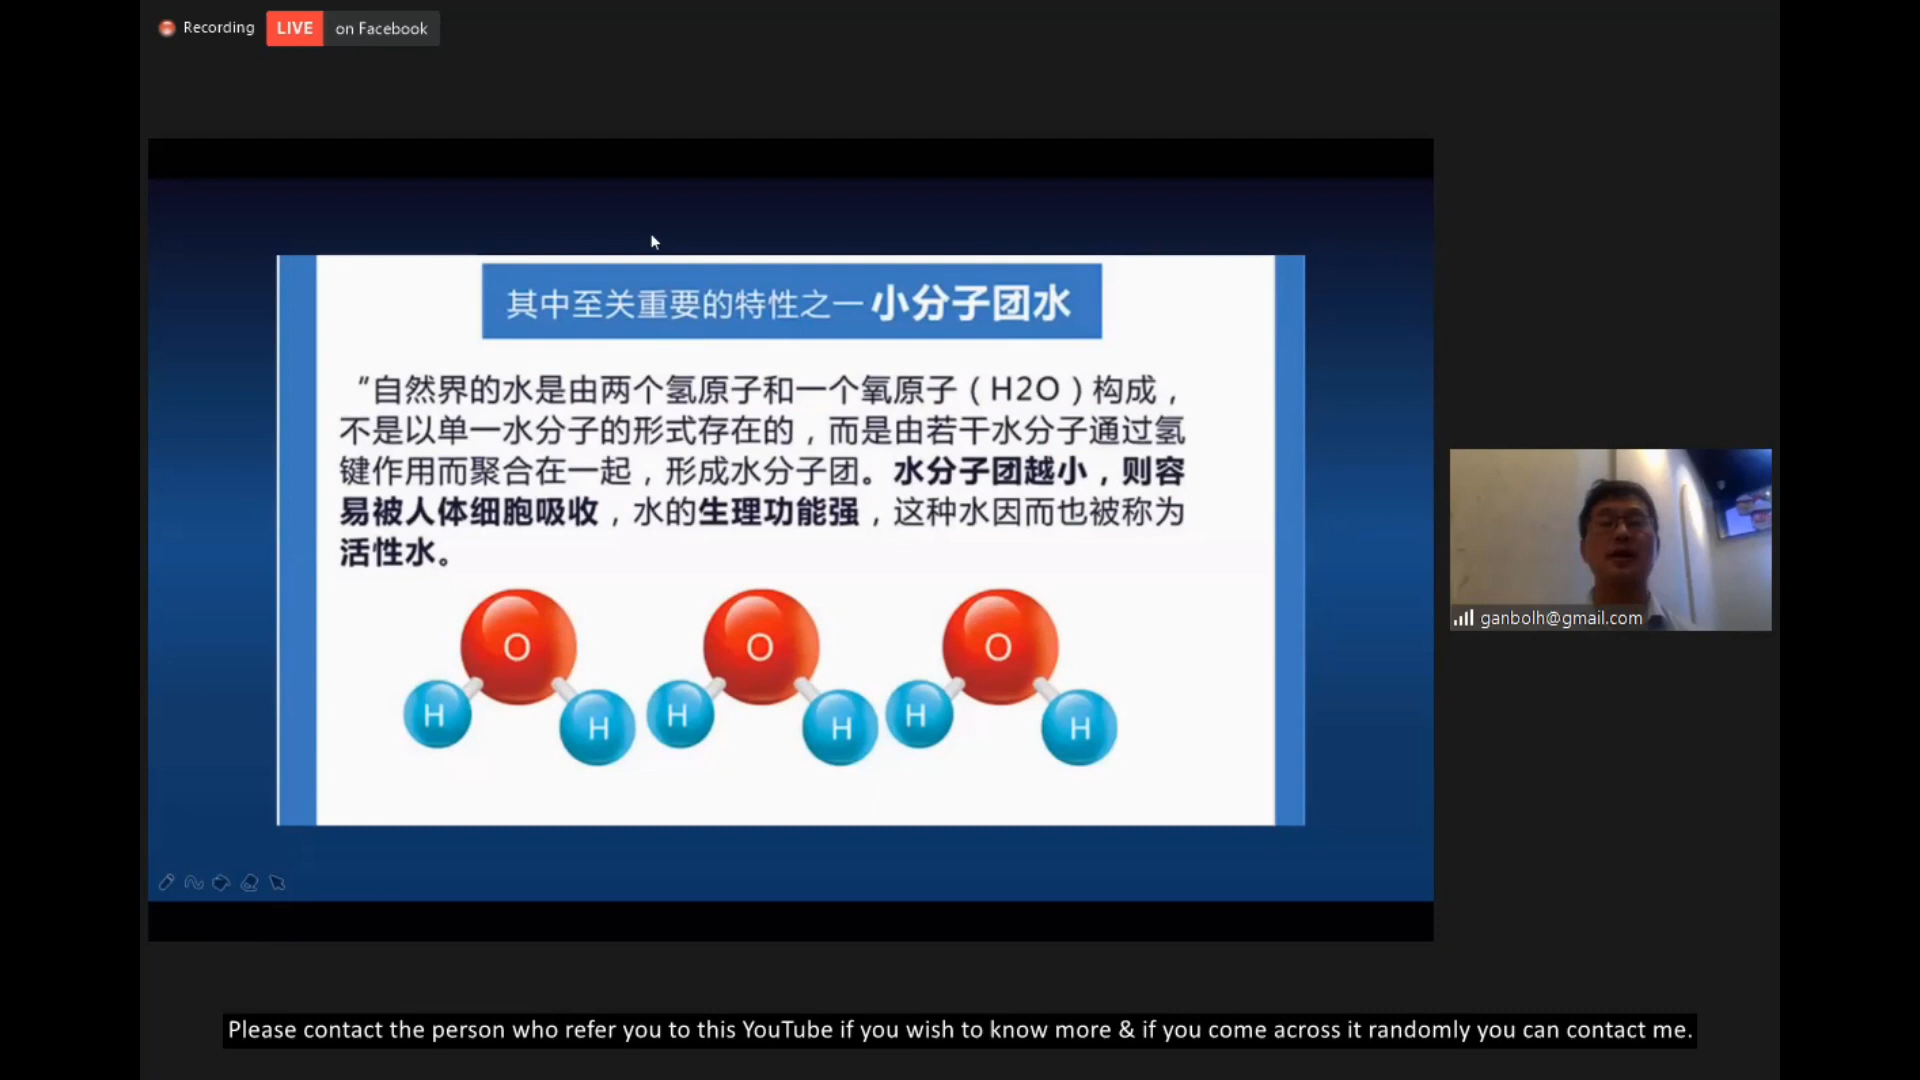 Recording LIVE on Facebook
其中至关重要的特性之一 小分子团水
“自然界的水是由两个氢原子和一个氧原子（H2O）构成，
不是以单一水分子的形式存在的，而是由若干水分子通过氢
键作用而聚合在一起，形成水分子团。水分子团越小，则容
易被人体细胞吸收，水的生理功能强，这种水因而也被称为
活性水。
O O O
H H H H H H
ganbolh@gmail.com
Please contact the person who refer you to this YouTube if you wish to know more & if you come across it randomly you can contact me.